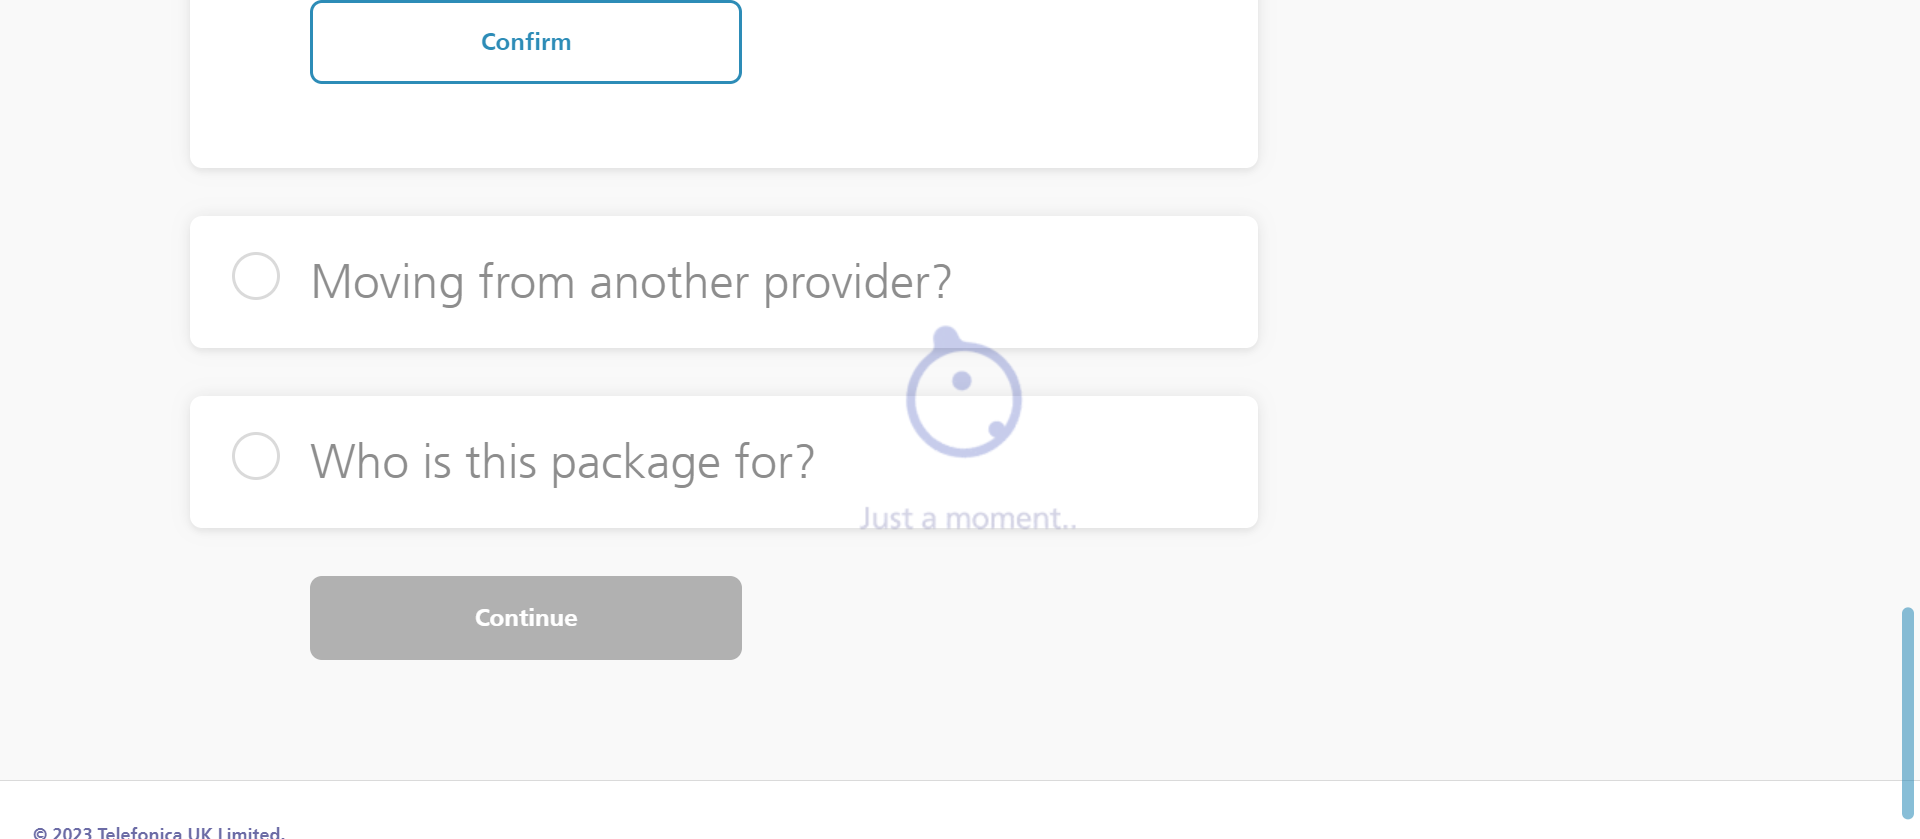 Confirm
Moving from another provider?
Who is this package for?
Just a moment..
Continue
© 2023 Telefonica UK Limited.